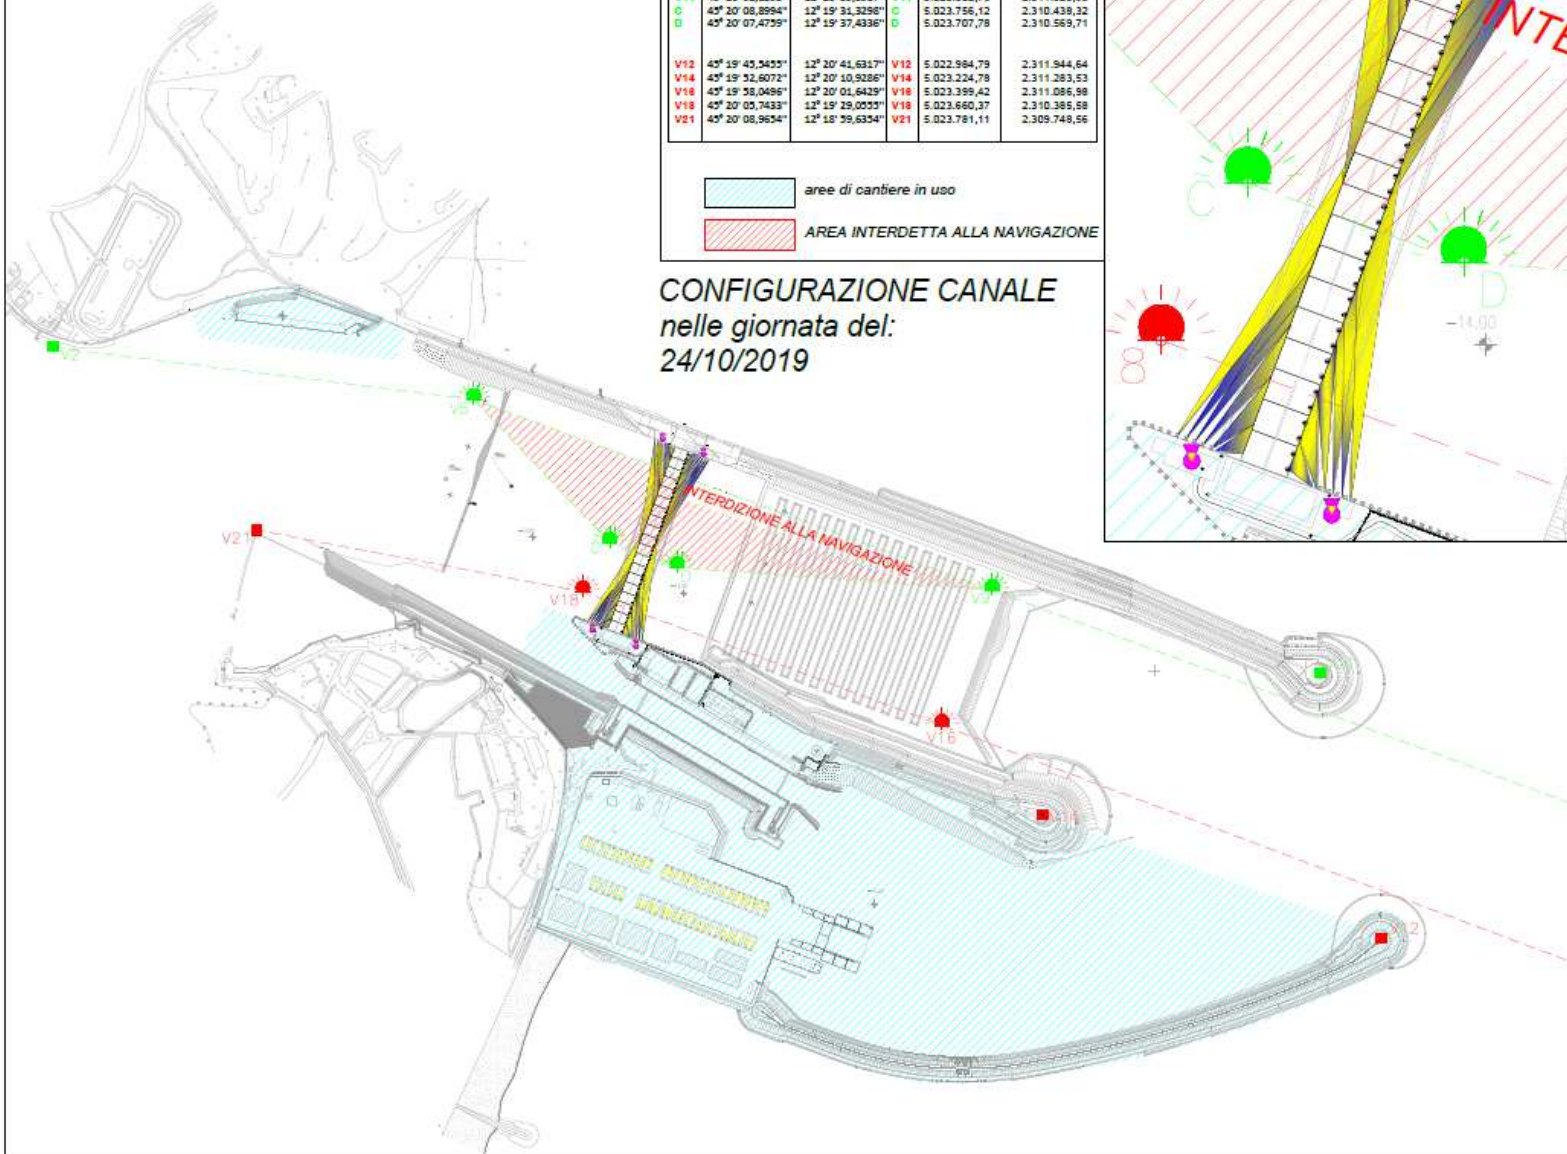 C 45° 20' 08,8994" 12° 19' 31,3298" C 5.023.756,12 2.310.438,32
D 45° 20' 07,4759" 12° 19' 37,4336" D 5.023.707,78 2.310.569,71
V12 45° 19' 45,5455" 12° 20' 41,6317" V12 5.022.964,79 2.311.944,64
V14 45° 19' 52,6072" 12° 20' 10,9286" V14 5.023.224,78 2.311.283,53
V16 45° 19' 58,0496" 12° 20' 01,6429" V16 5.023.399,42 2.311.086,98
V18 45° 20' 05,7433" 12° 19' 29,0555" V18 5.023.660,37 2.310.385,58
V21 45° 20' 08,9654" 12° 18' 59,6354" V21 5.023.781,11 2.309.748,56
aree di cantiere in uso
AREA INTERDETTA ALLA NAVIGAZIONE
CONFIGURAZIONE CANALE
nelle giornata del:
24/10/2019
C
D
-14,00
8
V2
INTERDIZIONE ALLA NAVIGAZIONE
V21
V18
V16